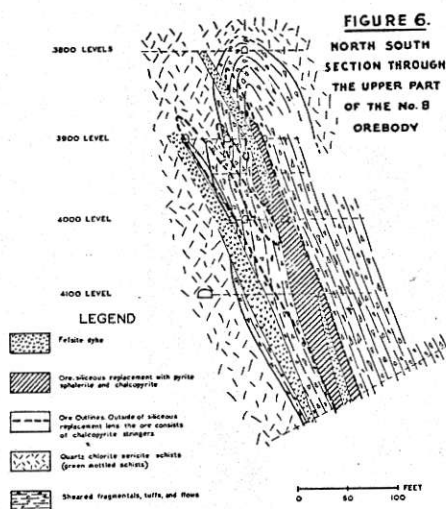 FIGURE 6.
NORTH SOUTH
SECTION THROUGH
THE UPPER PART
OF THE No. 8
OREBODY
3800 LEVELS
3900 LEVEL
4000 LEVEL
4100 LEVEL
LEGEND
Felsite dyke
Ore, siliceous replacement with pyrite
sphalerite and chalcopyrite
Ore Outlines. Outside of siliceous
replacement lens the ore consists
of chalcopyrite stringers
Quartz chlorite sericite schists
(green mottled schists)
Sheared fragmentals, tuffs, and flows
FEET
0 50 100